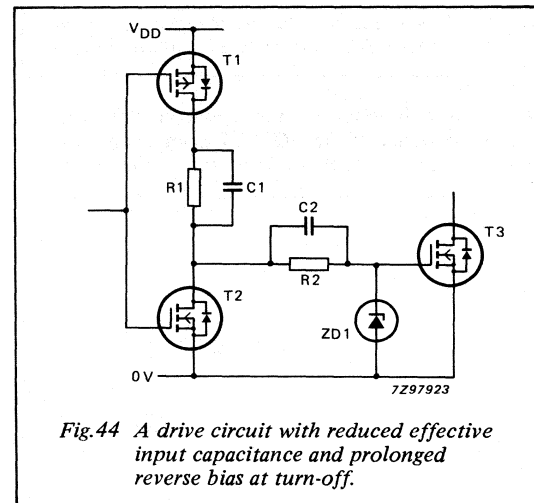 VDD
T1
R1
C1
C2
T3
R2
T2
ZD1
0V
7Z97923
Fig.44 A drive circuit with reduced effective
input capacitance and prolonged
reverse bias at turn-off.